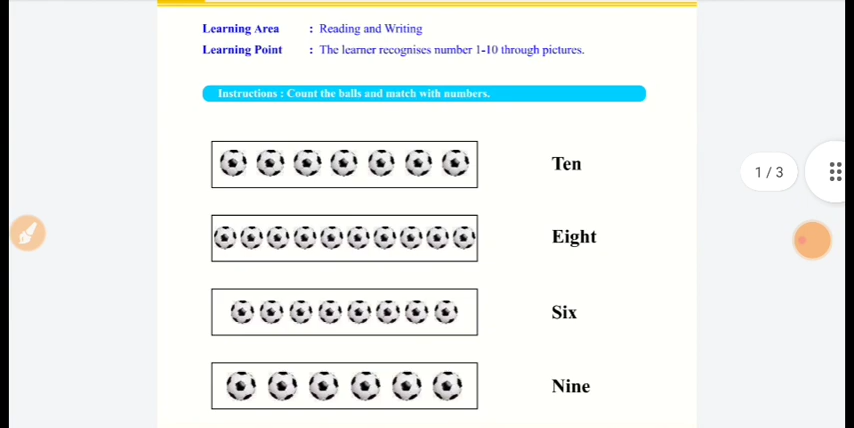 Learning Area : Reading and Writing
Learning Point : The learner recognises number 1-10 through pictures.
Instructions : Count the balls and match with numbers.
Ten
1 / 3
Eight
Six
Nine